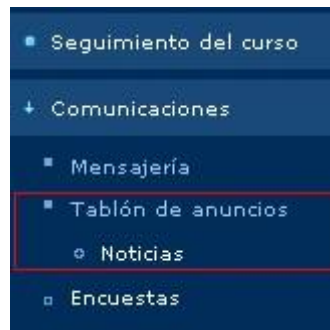 Seguimiento del curso
Comunicaciones
Mensajería
Tablón de anuncios
Noticias
Encuestas